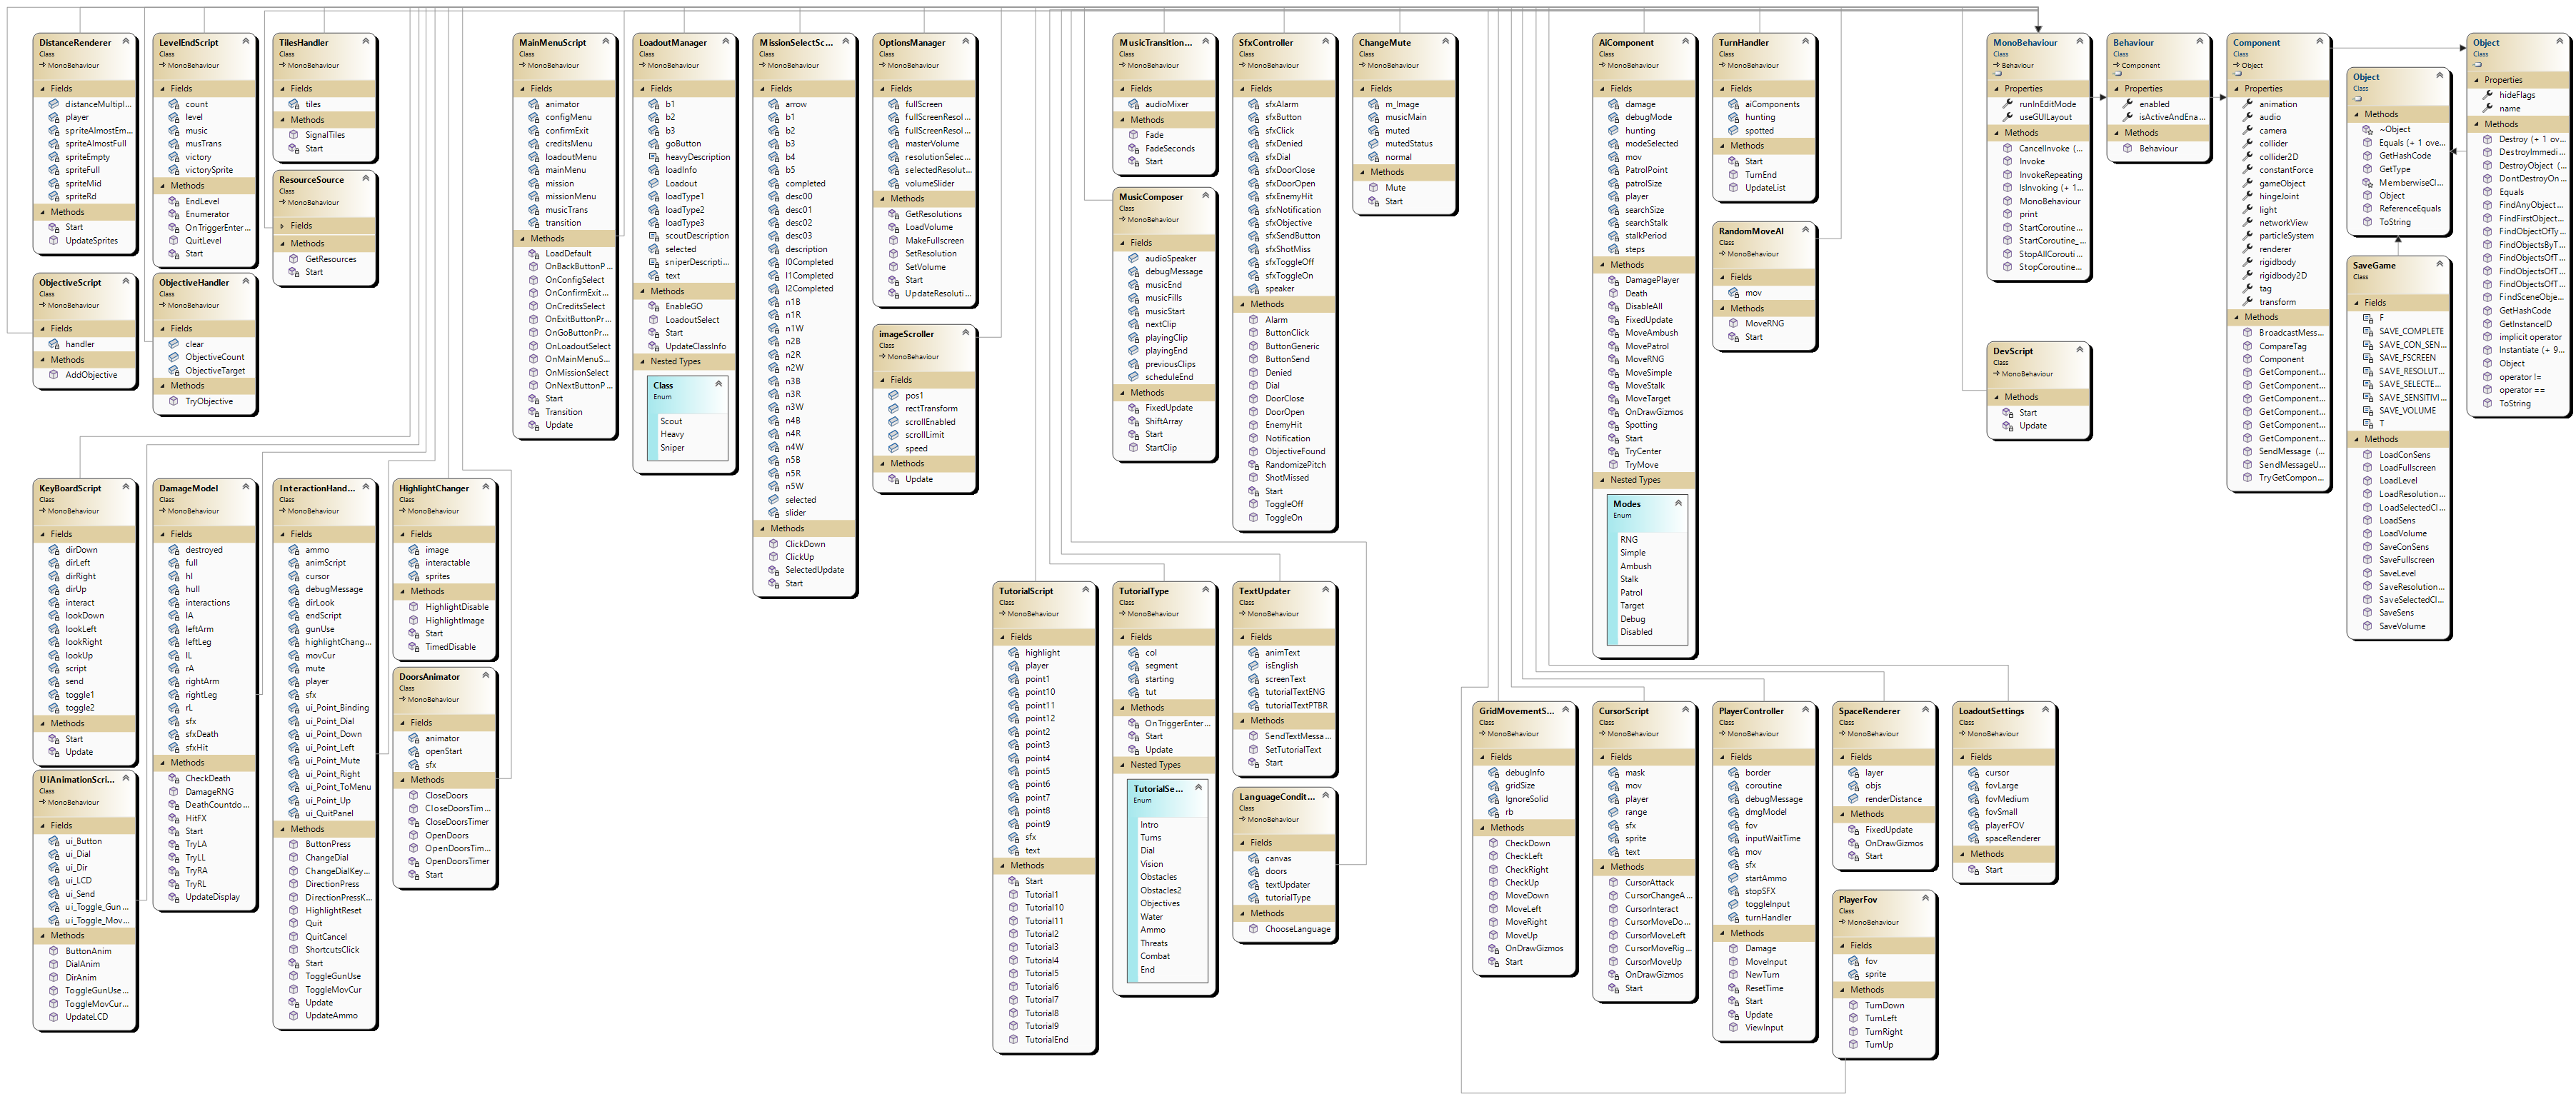 DistanceRenderer
Class
MonoBehaviour
Fields
distanceMultipl...
player
spriteAlmostEm...
spriteAlmostFull
spriteEmpty
spriteFull
spriteMid
spriteRd
Methods
Start
UpdateSprites
LevelEndScript
Class
MonoBehaviour
Fields
count
level
music
musTrans
victory
victorySprite
Methods
EndLevel
Enumerator
OnTriggerEnter...
QuitLevel
Start
TilesHandler
Class
MonoBehaviour
Fields
tiles
Methods
SignalTiles
Start
ResourceSource
Class
MonoBehaviour
Fields
Methods
GetResources
Start
ObjectiveScript
Class
MonoBehaviour
Fields
handler
Methods
AddObjective
ObjectiveHandler
Class
MonoBehaviour
Fields
clear
ObjectiveCount
ObjectiveTarget
Methods
TryObjective
MainMenuScript
Class
MonoBehaviour
Fields
animator
configMenu
confirmExit
creditsMenu
loadoutMenu
mainMenu
mission
missionMenu
musicTrans
transition
Methods
LoadDefault
OnBackButtonP...
OnConfigSelect
OnConfirmExit...
OnCreditsSelect
OnExitButtonPr...
OnGoButtonPr...
OnLoadoutSelect
OnMainMenuS...
OnMissionSelect
OnNextButtonP...
Start
Transition
Update
LoadoutManager
Class
MonoBehaviour
Fields
b1
b2
b3
goButton
heavyDescription
loadInfo
Loadout
loadType1
loadType2
loadType3
scoutDescription
selected
sniperDescripti...
text
Methods
EnableGO
LoadoutSelect
Start
UpdateClassInfo
Nested Types
Class
Enum
Scout
Heavy
Sniper
MissionSelectSc...
Class
MonoBehaviour
Fields
arrow
b1
b2
b3
b4
b5
completed
desc00
desc01
desc02
desc03
description
l0Completed
l1Completed
l2Completed
n1B
n1R
n1W
n2B
n2R
n2W
n3B
n3R
n3W
n4B
n4R
n4W
n5B
n5R
n5W
selected
slider
Methods
ClickDown
ClickUp
SelectedUpdate
Start
OptionsManager
Class
MonoBehaviour
Fields
fullScreen
fullScreenResol...
fullScreenResol...
masterVolume
resolutionSelec...
selectedResolut...
volumeSlider
Methods
GetResolutions
LoadVolume
MakeFullscreen
SetResolution
SetVolume
Start
UpdateResoluti...
imageScroller
Class
MonoBehaviour
Fields
pos1
rectTransform
scrollEnabled
scrollLimit
speed
Methods
Update
MusicTransition...
Class
MonoBehaviour
Fields
audioMixer
Methods
Fade
FadeSeconds
Start
MusicComposer
Class
MonoBehaviour
Fields
audioSpeaker
debugMessage
musicEnd
musicFills
musicStart
nextClip
playingClip
playingEnd
previousClips
scheduleEnd
Methods
FixedUpdate
ShiftArray
Start
StartClip
SfxController
Class
MonoBehaviour
Fields
sfxAlarm
sfxButton
sfxClick
sfxDenied
sfxDial
sfxDoorClose
sfxDoorOpen
sfxEnemyHit
sfxNotification
sfxObjective
sfxSendButton
sfxShotMiss
sfxToggleOff
sfxToggleOn
speaker
Methods
Alarm
ButtonClick
ButtonGeneric
ButtonSend
Denied
Dial
DoorClose
DoorOpen
EnemyHit
Notification
ObjectiveFound
RandomizePitch
ShotMissed
Start
ToggleOff
ToggleOn
ChangeMute
Class
MonoBehaviour
Fields
m_Image
musicMain
muted
mutedStatus
normal
Methods
Mute
Start
AiComponent
Class
MonoBehaviour
Fields
damage
debugMode
hunting
modeSelected
mov
PatrolPoint
patrolSize
player
searchSize
searchStalk
stalkPeriod
steps
Methods
DamagePlayer
Death
DisableAll
FixedUpdate
MoveAmbush
MovePatrol
MoveRNG
MoveSimple
MoveStalk
MoveTarget
OnDrawGizmos
Spotting
Start
TryCenter
TryMove
Nested Types
Modes
Enum
RNG
Simple
Ambush
Stalk
Patrol
Target
Debug
Disabled
TurnHandler
Class
MonoBehaviour
Fields
aiComponents
hunting
spotted
Methods
Start
TurnEnd
UpdateList
RandomMoveAI
Class
MonoBehaviour
Fields
mov
Methods
MoveRNG
Start
MonoBehaviour
Class
Behaviour
Properties
runInEditMode
useGUILayout
Methods
CancelInvoke (...
Invoke
InvokeRepeating
IsInvoking (+ 1...
MonoBehaviour
print
StartCoroutine...
StartCoroutine_...
StopAllCorouti...
StopCoroutine...
DevScript
Class
MonoBehaviour
Methods
Start
Update
Behaviour
Class
Component
Properties
enabled
isActiveAndEna...
Methods
Behaviour
Component
Class
Object
Properties
animation
audio
camera
collider
collider2D
constantForce
gameObject
hingeJoint
light
networkView
particleSystem
renderer
rigidbody
rigidbody2D
tag
transform
Methods
BroadcastMess...
CompareTag
Component
GetComponent...
GetComponent...
GetComponent...
GetComponent...
GetComponent...
GetComponent...
SendMessage (...
SendMessageU...
TryGetCompon...
Object
Class
Methods
~Object
Equals (+ 1 ove...
GetHashCode
GetType
MemberwiseCl...
Object
ReferenceEquals
ToString
SaveGame
Class
Fields
F
SAVE_COMPLETE
SAVE_CON_SEN...
SAVE_FSCREEN
SAVE_RESOLUT...
SAVE_SELECTE...
SAVE_SENSITIVI...
SAVE_VOLUME
T
Methods
LoadConSens
LoadFullscreen
LoadLevel
LoadResolution...
LoadSelectedCl...
LoadSens
LoadVolume
SaveConSens
SaveFullscreen
SaveLevel
SaveResolution...
SaveSelectedCl...
SaveSens
SaveVolume
Object
Class
Properties
hideFlags
name
Methods
Destroy (+ 1 ov...
DestroyImmedi...
DestroyObject (...
DontDestroyOn...
Equals
FindAnyObject...
FindFirstObject...
FindObjectOfTy...
FindObjectsByT...
FindObjectsOfT...
FindObjectsOfT...
FindObjectsOfT...
FindSceneObje...
GetHashCode
GetInstanceID
implicit operator
Instantiate (+ 9...
Object
operator !=
operator ==
ToString
KeyBoardScript
Class
MonoBehaviour
Fields
dirDown
dirLeft
dirRight
dirUp
interact
lookDown
lookLeft
lookRight
lookUp
script
send
toggle1
toggle2
Methods
Start
Update
UiAnimationScri...
Class
MonoBehaviour
Fields
ui_Button
ui_Dial
ui_Dir
ui_LCD
ui_Send
ui_Toggle_Gun...
ui_Toggle_Mov...
Methods
ButtonAnim
DialAnim
DirAnim
ToggleGunUse...
ToggleMovCur...
UpdateLCD
DamageModel
Class
MonoBehaviour
Fields
destroyed
full
hl
hull
interactions
lA
leftArm
leftLeg
lL
rA
rightArm
rightLeg
rL
sfx
sfxDeath
sfxHit
Methods
CheckDeath
DamageRNG
DeathCountdo...
HitFX
Start
TryLA
TryLL
TryRA
TryRL
UpdateDisplay
InteractionHand...
Class
MonoBehaviour
Fields
ammo
animScript
cursor
debugMessage
dirLook
endScript
gunUse
highlightChang...
movCur
mute
player
sfx
ui_Point_Binding
ui_Point_Dial
ui_Point_Down
ui_Point_Left
ui_Point_Mute
ui_Point_Right
ui_Point_ToMenu
ui_Point_Up
ui_QuitPanel
Methods
ButtonPress
ChangeDial
ChangeDialKey...
DirectionPress
DirectionPressK...
HighlightReset
Quit
QuitCancel
ShortcutsClick
Start
ToggleGunUse
ToggleMovCur
Update
UpdateAmmo
HighlightChanger
Class
MonoBehaviour
Fields
image
interactable
sprites
Methods
HighlightDisable
HighlightImage
Start
TimedDisable
DoorsAnimator
Class
MonoBehaviour
Fields
animator
openStart
sfx
Methods
CloseDoors
CloseDoorsTim...
CloseDoorsTimer
OpenDoors
OpenDoorsTim...
OpenDoorsTimer
Start
TutorialScript
Class
MonoBehaviour
Fields
highlight
player
point1
point10
point11
point12
point2
point3
point4
point5
point6
point7
point8
point9
sfx
text
Methods
Start
Tutorial1
Tutorial10
Tutorial11
Tutorial2
Tutorial3
Tutorial4
Tutorial5
Tutorial6
Tutorial7
Tutorial8
Tutorial9
TutorialEnd
TutorialType
Class
MonoBehaviour
Fields
col
segment
starting
tut
Methods
OnTriggerEnter...
Start
Update
Nested Types
TutorialSe...
Enum
Intro
Turns
Dial
Vision
Obstacles
Obstacles2
Objectives
Water
Ammo
Threats
Combat
End
TextUpdater
Class
MonoBehaviour
Fields
animText
isEnglish
screenText
tutorialTextENG
tutorialTextPTBR
Methods
SendTextMessa...
SetTutorialText
Start
LanguageCondit...
Class
MonoBehaviour
Fields
canvas
doors
textUpdater
tutorialType
Methods
ChooseLanguage
GridMovementS...
Class
MonoBehaviour
Fields
debugInfo
gridSize
IgnoreSolid
rb
Methods
CheckDown
CheckLeft
CheckRight
CheckUp
MoveDown
MoveLeft
MoveRight
MoveUp
OnDrawGizmos
Start
CursorScript
Class
MonoBehaviour
Fields
mask
mov
player
range
sfx
sprite
text
Methods
CursorAttack
CursorChangeA...
CursorInteract
CursorMoveDo...
CursorMoveLeft
CursorMoveRig...
CursorMoveUp
OnDrawGizmos
Start
PlayerController
Class
MonoBehaviour
Fields
border
coroutine
debugMessage
dmgModel
fov
inputWaitTime
mov
sfx
startAmmo
stopSFX
toggleInput
turnHandler
Methods
Damage
MoveInput
NewTurn
ResetTime
Start
Update
ViewInput
SpaceRenderer
Class
MonoBehaviour
Fields
layer
objs
renderDistance
Methods
FixedUpdate
OnDrawGizmos
Start
PlayerFov
Class
MonoBehaviour
Fields
fov
sprite
Methods
TurnDown
TurnLeft
TurnRight
TurnUp
LoadoutSettings
Class
MonoBehaviour
Fields
cursor
fovLarge
fovMedium
fovSmall
playerFOV
spaceRenderer
Methods
Start